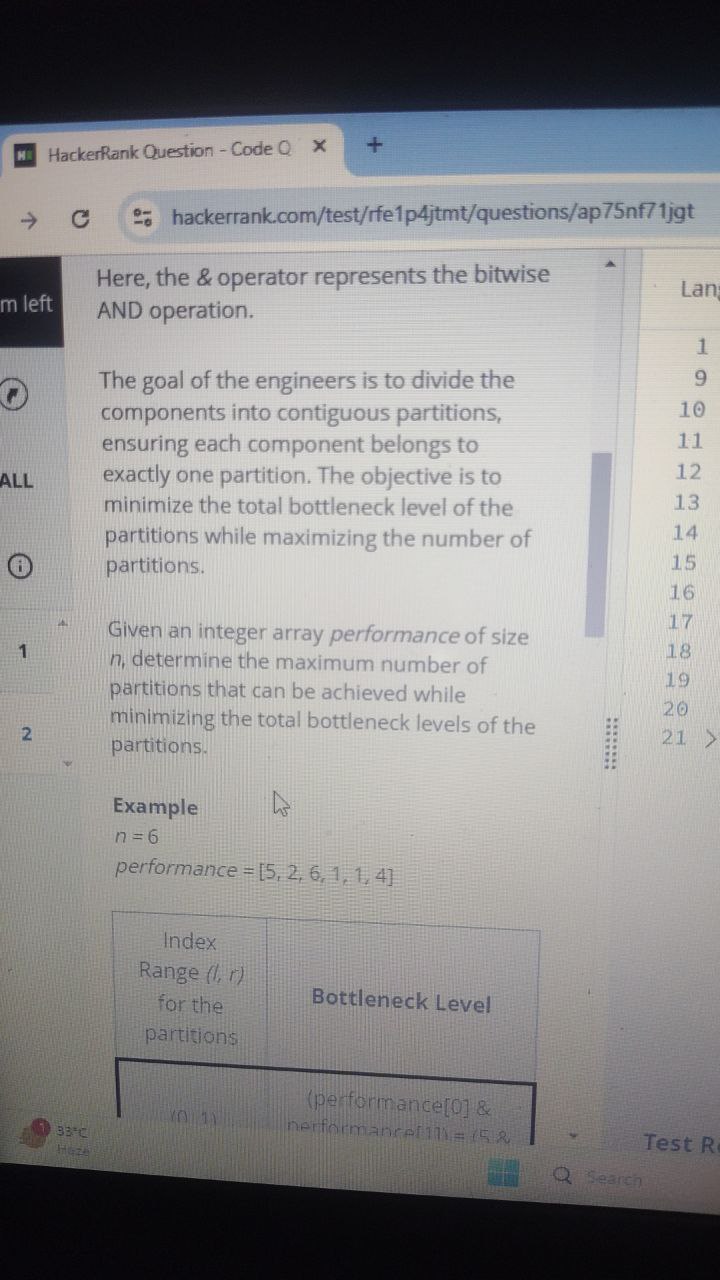 HackerRank Question - Code Q
hackerrank.com/test/rfe1p4jtmt/questions/ap75nf71jgt
m left
ALL
1
2
Here, the & operator represents the bitwise
AND operation.
The goal of the engineers is to divide the
components into contiguous partitions,
ensuring each component belongs to
exactly one partition. The objective is to
minimize the total bottleneck level of the
partitions while maximizing the number of
partitions.
Given an integer array performance of size
n, determine the maximum number of
partitions that can be achieved while
minimizing the total bottleneck levels of the
partitions.
Example
n = 6
performance = [5, 2, 6, 1, 1, 4]
Index
Range (l, r)
for the
partitions
Bottleneck Level
(0, 1)
(performance[0] &
performance[1]) = (5 &
Lan
1
9
10
11
12
13
14
15
16
17
18
19
20
21
Test R
1
33°C
Haze
Search